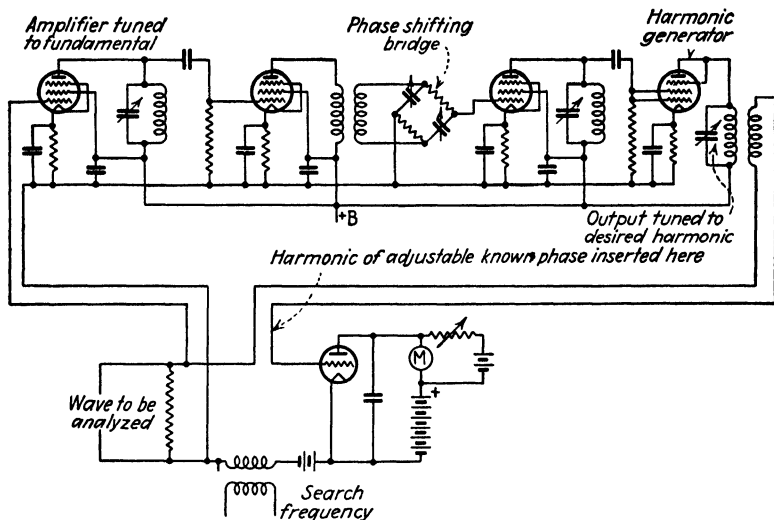 Amplifier tuned
to fundamental
Phase shifting
bridge
Harmonic
generator
+B
Output tuned to
desired harmonic
Harmonic of adjustable known phase inserted here
M
+
Wave to be
analyzed
Search
frequency